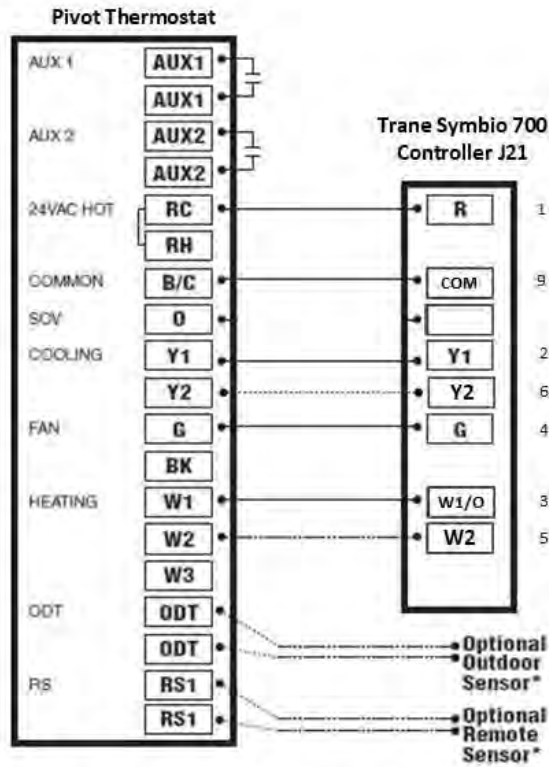 Pivot Thermostat
AUX 1 AUX1
AUX1
AUX 2 AUX2
AUX2
Trane Symbio 700
Controller J21
24VAC HOT RC R 1
RH
COMMON B/C COM 9
SOV O
COOLING Y1 Y1 2
Y2 Y2 6
FAN G G 4
BK
HEATING W1 W1/O 3
W2 W2 5
W3
ODT ODT
ODT
Optional
Outdoor
Sensor*
RS RS1
RS1
Optional
Remote
Sensor*